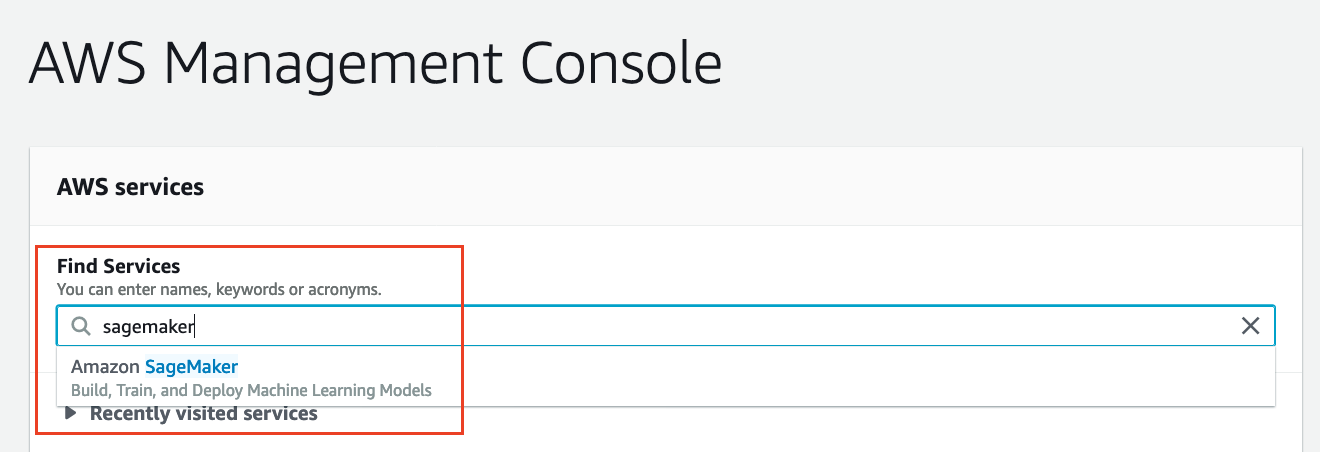 AWS Management Console
AWS services
Find Services
You can enter names, keywords or acronyms.
sagemaker
Amazon SageMaker
Build, Train, and Deploy Machine Learning Models
Recently visited services